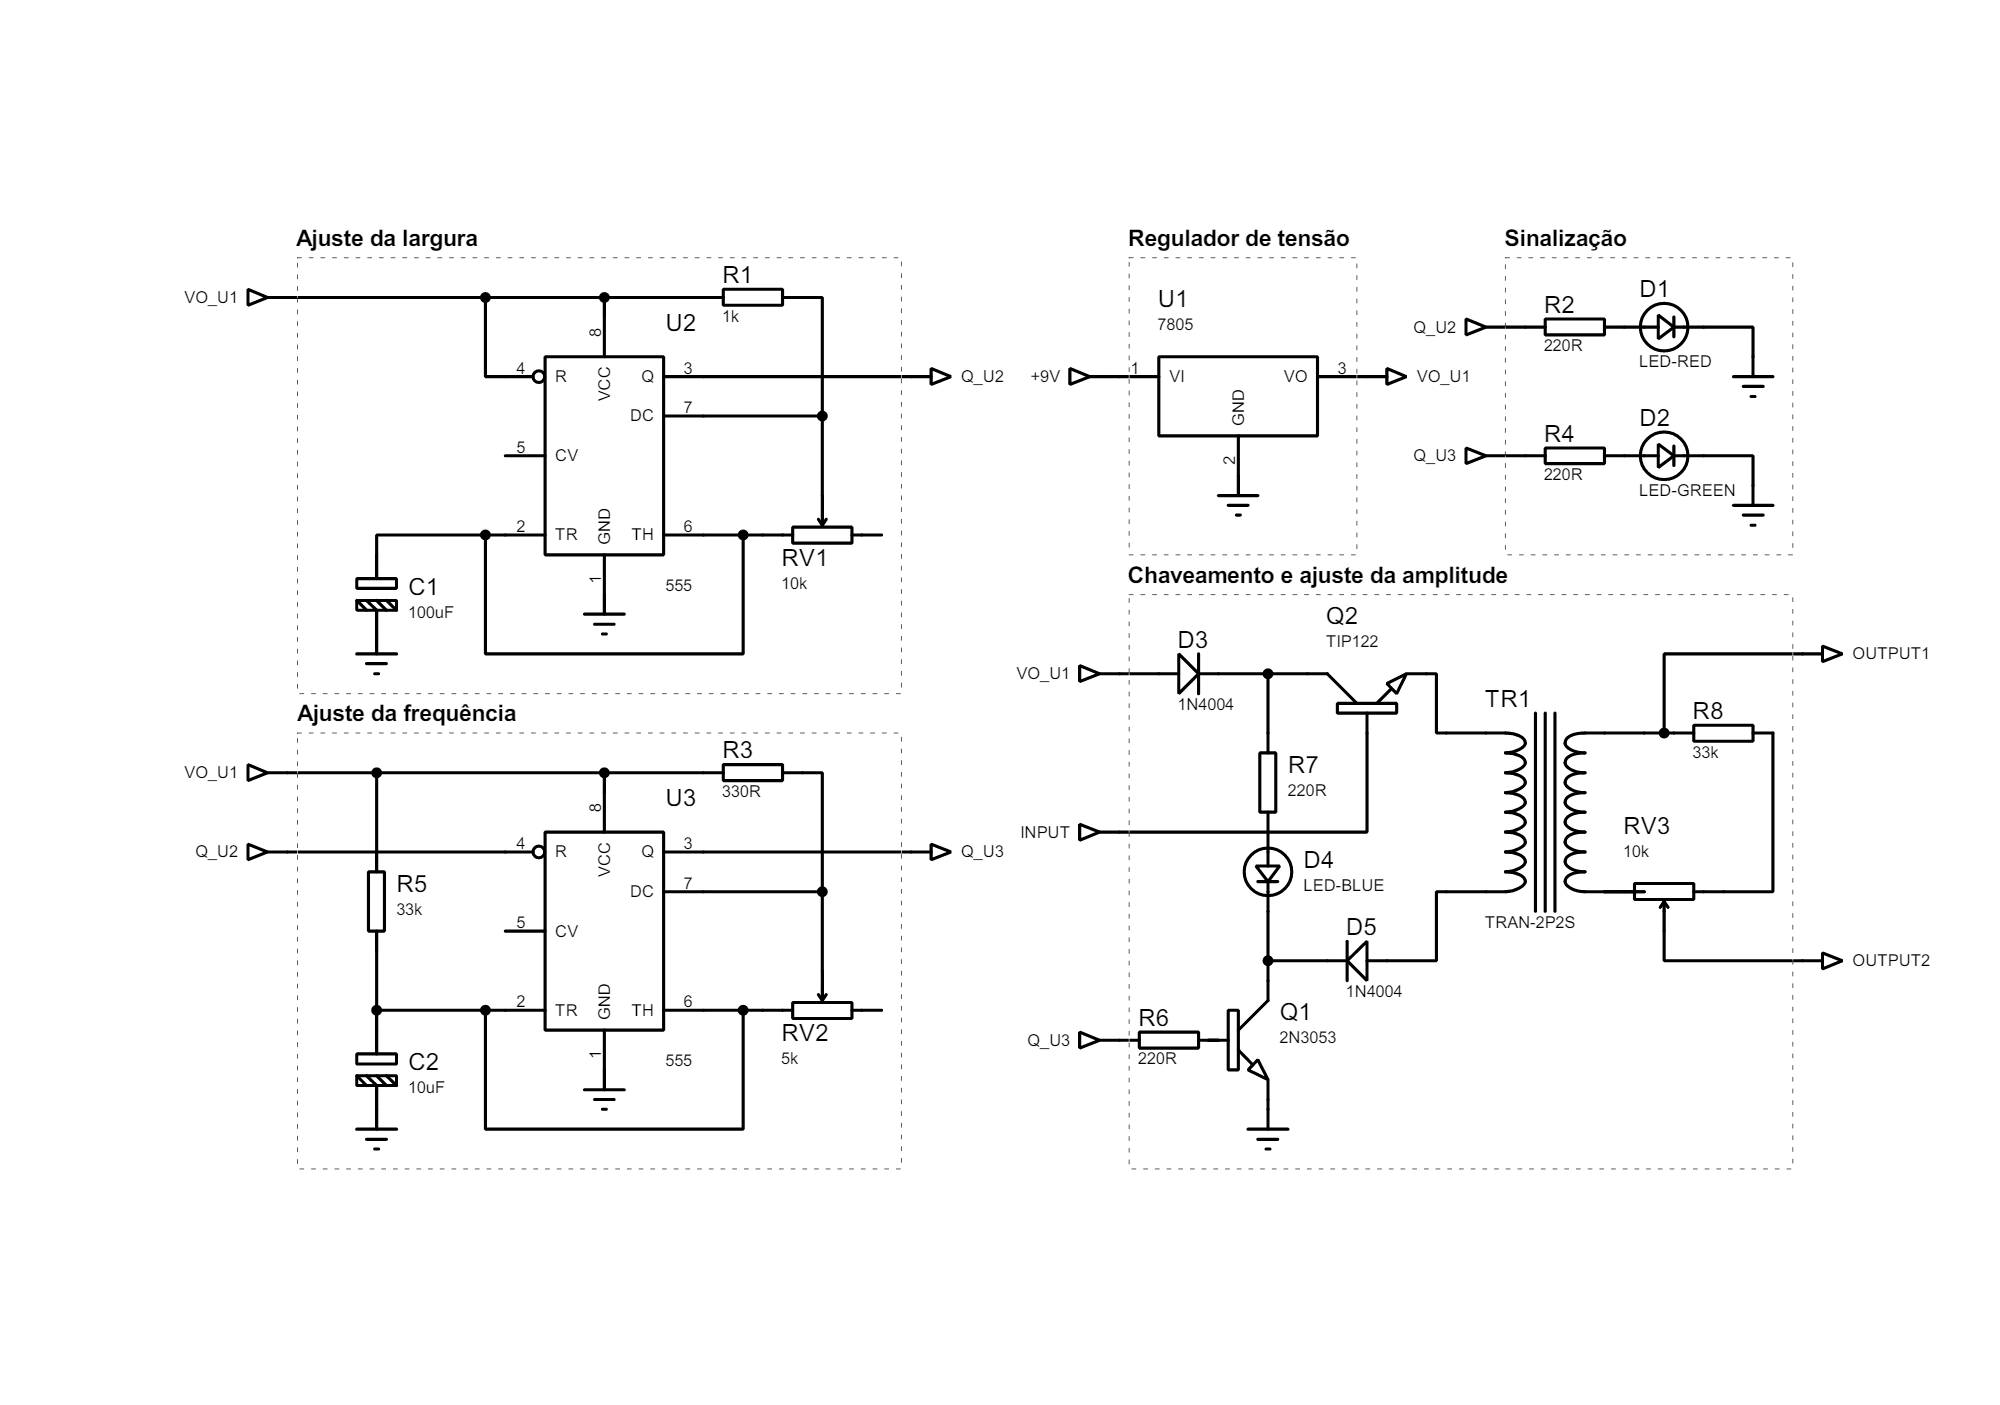 Ajuste da largura
VO_U1
R1
1k
U2
8
4
R
VCC
Q
3
Q_U2
DC
7
5
CV
2
TR
GND
TH
6
RV1
10k
1
555
C1
100uF
Regulador de tensão
U1
7805
+9V
1
VI
VO
3
VO_U1
GND
2
Sinalização
Q_U2
R2
220R
D1
LED-RED
Q_U3
R4
220R
D2
LED-GREEN
Ajuste da frequência
VO_U1
R3
330R
U3
8
Q_U2
4
R
VCC
Q
3
Q_U3
DC
7
R5
33k
5
CV
2
TR
GND
TH
6
RV2
5k
1
555
C2
10uF
Chaveamento e ajuste da amplitude
Q2
TIP122
VO_U1
D3
1N4004
R7
220R
INPUT
D4
LED-BLUE
D5
1N4004
Q_U3
R6
220R
Q1
2N3053
TR1
TRAN-2P2S
R8
33k
RV3
10k
OUTPUT1
OUTPUT2